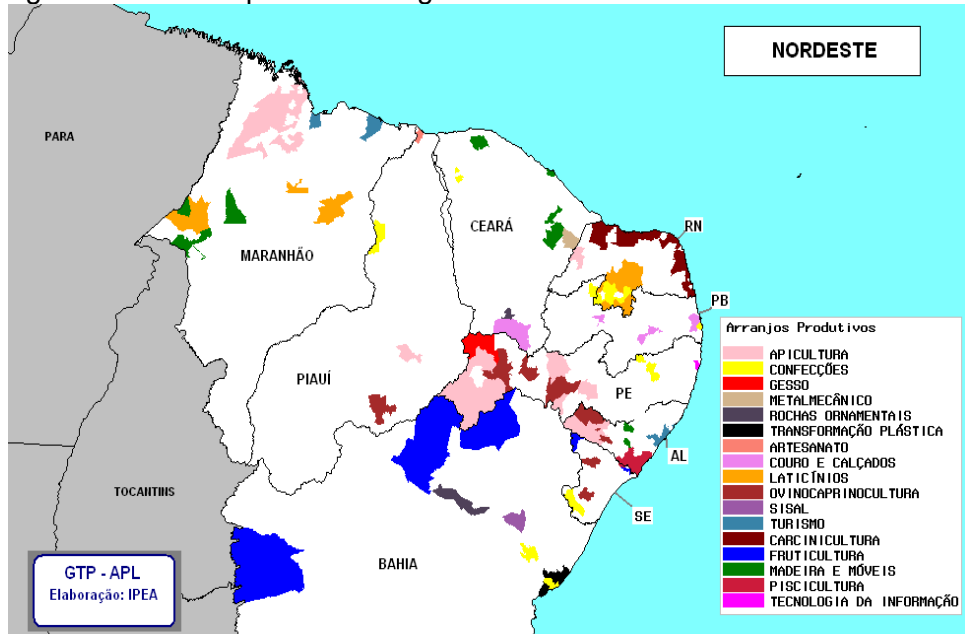 NORDESTE
PARA
RN
CEARÁ
MARANHÃO
PB
PIAUÍ
PE
AL
TOCANTINS
SE
BAHIA
GTP - APL
Elaboração: IPEA
Arranjos Produtivos
APICULTURA
CONFECÇÕES
GESSO
METALMECÂNICO
ROCHAS ORNAMENTAIS
TRANSFORMAÇÃO PLÁSTICA
ARTESANATO
COURO E CALÇADOS
LATICÍNIOS
OVINOCAPRINOCULTURA
SISAL
TURISMO
CARCINICULTURA
FRUTICULTURA
MADEIRA E MÓVEIS
PISCICULTURA
TECNOLOGIA DA INFORMAÇÃO